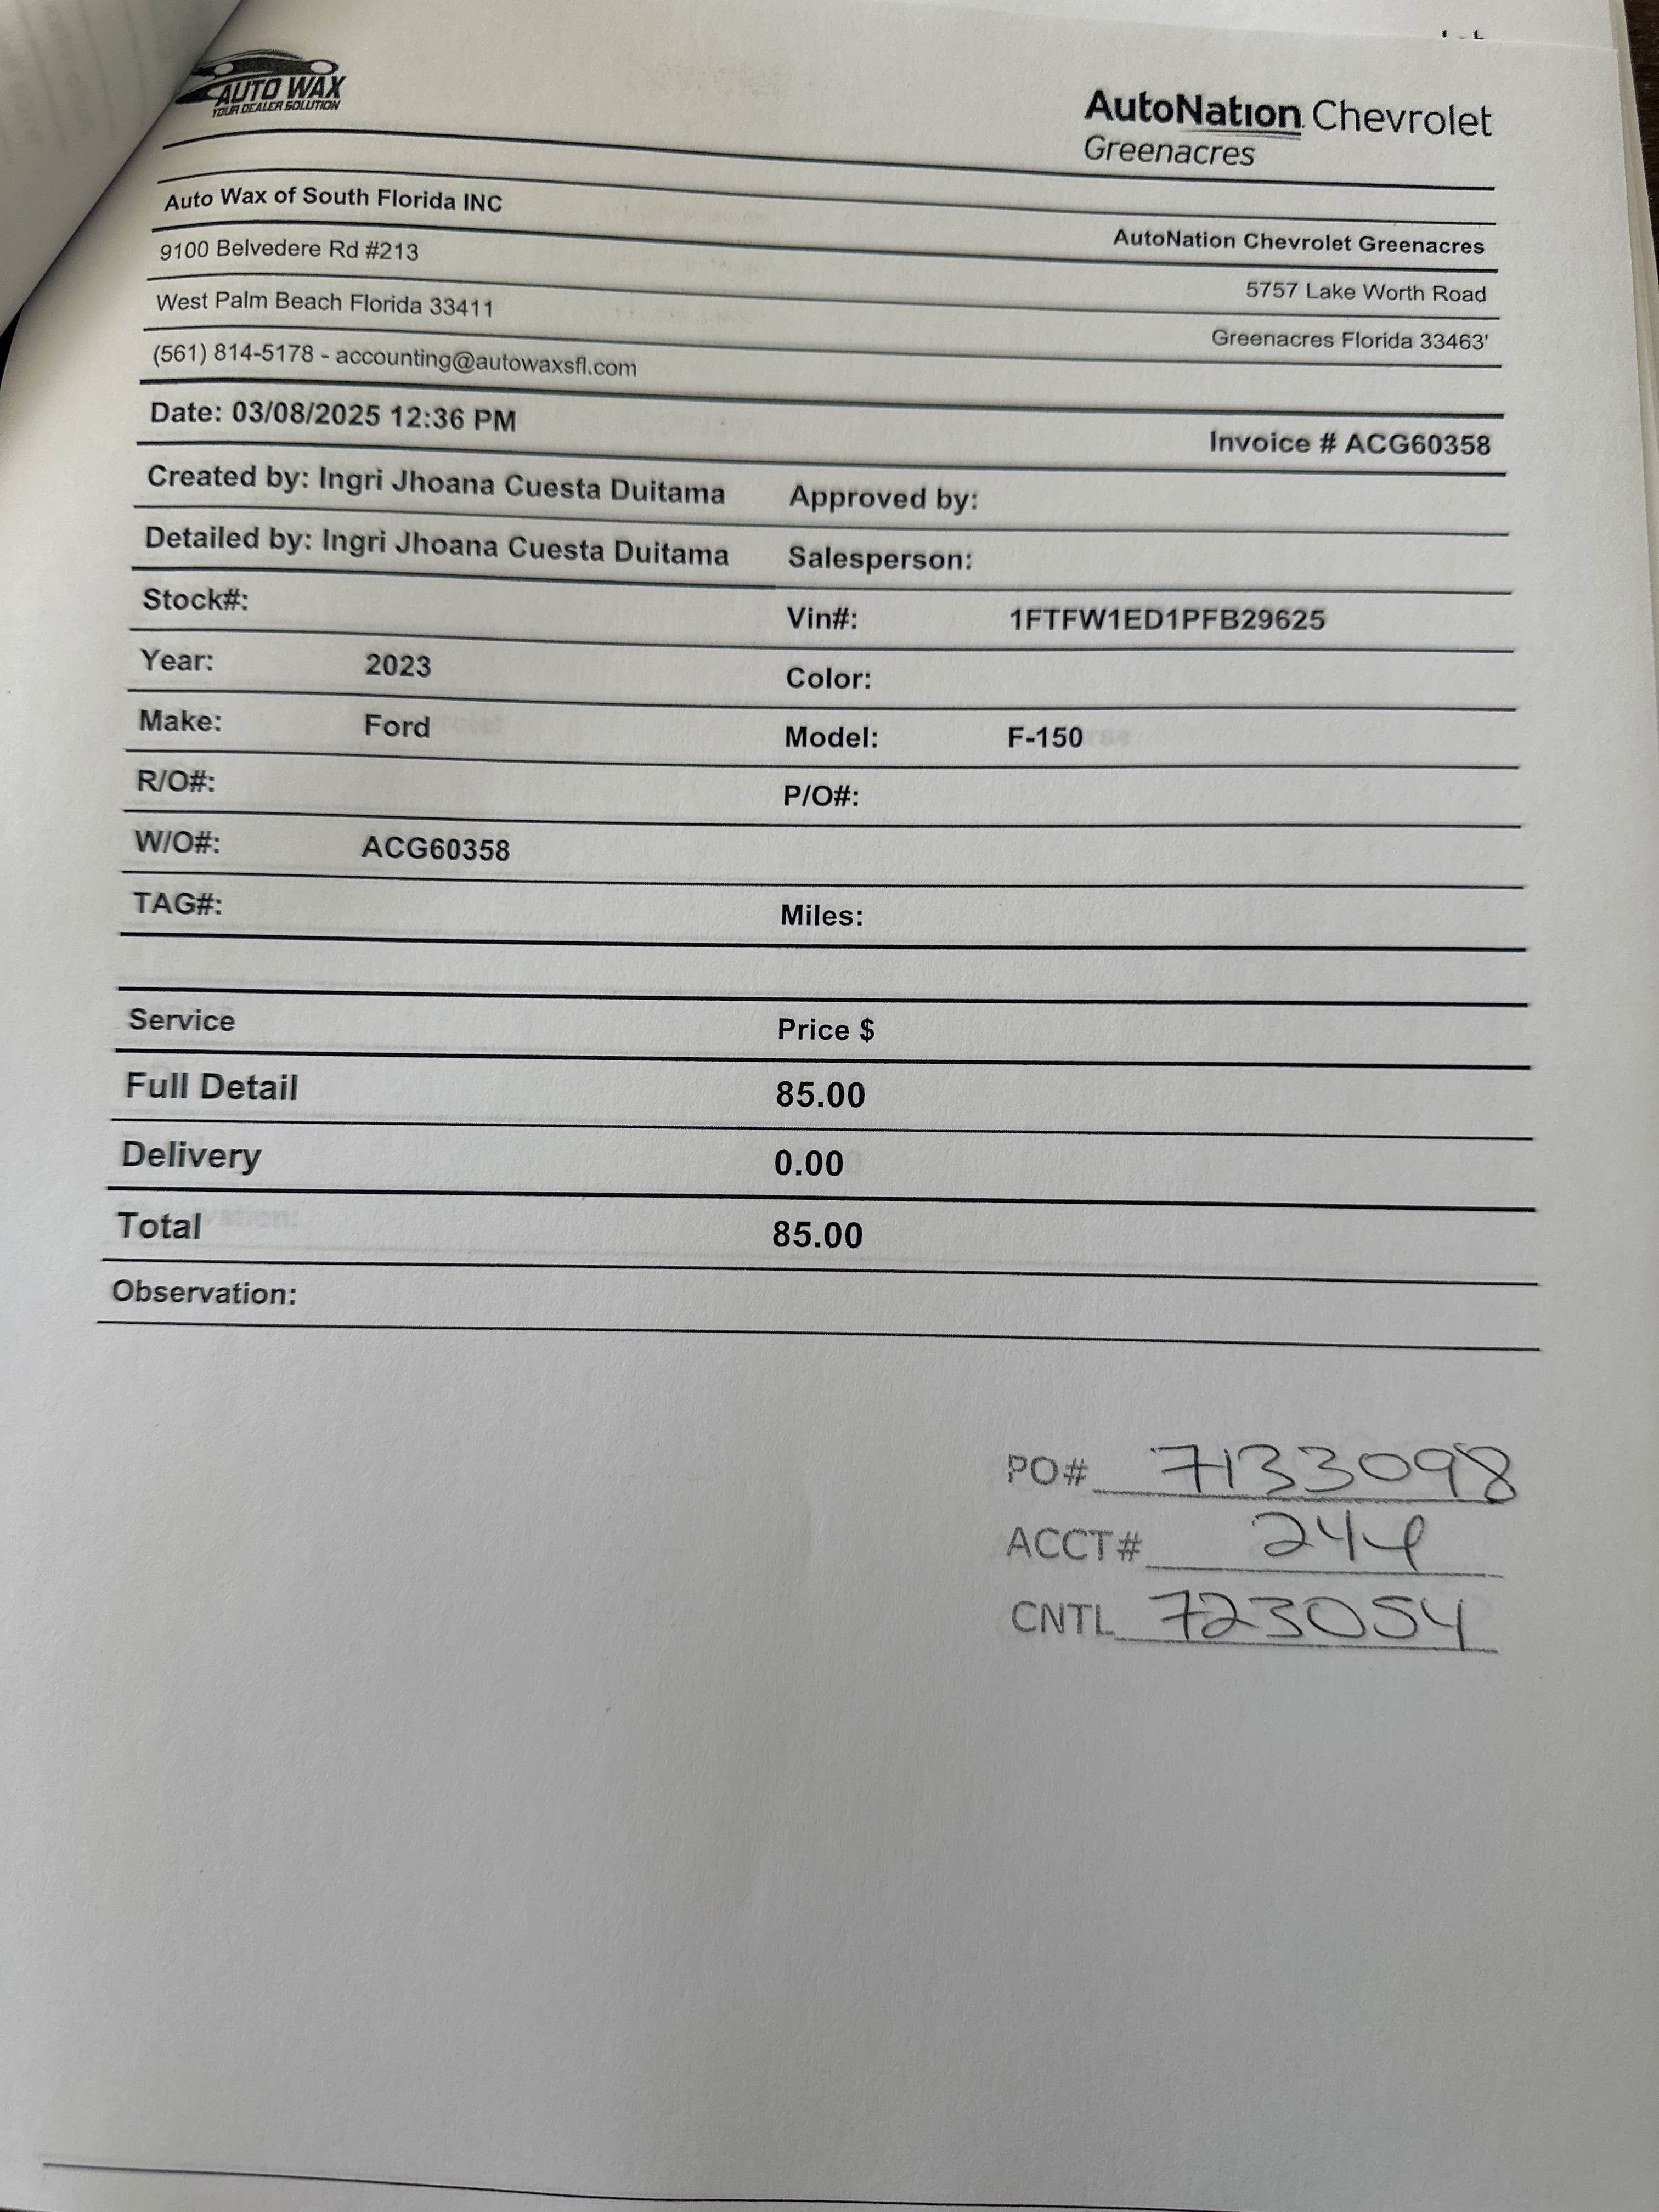 AUTO WAX
YOUR DEALER SOLUTION
AutoNation Chevrolet
Greenacres
Auto Wax of South Florida INC
AutoNation Chevrolet Greenacres
9100 Belvedere Rd #213
5757 Lake Worth Road
West Palm Beach Florida 33411
Greenacres Florida 33463'
(561) 814-5178 - accounting@autowaxsfl.com
Date: 03/08/2025 12:36 PM
Invoice # ACG60358
Created by: Ingri Jhoana Cuesta Duitama Approved by:
Detailed by: Ingri Jhoana Cuesta Duitama Salesperson:
Stock#: Vin#: 1FTFW1ED1PFB29625
Year: 2023 Color:
Make: Ford Model: F-150
R/O#: P/O#:
W/O#: ACG60358
TAG#: Miles:
Service Price $
Full Detail 85.00
Delivery 0.00
Total 85.00
Observation:
PO# 7133098
ACCT# 244
CNTL 723054